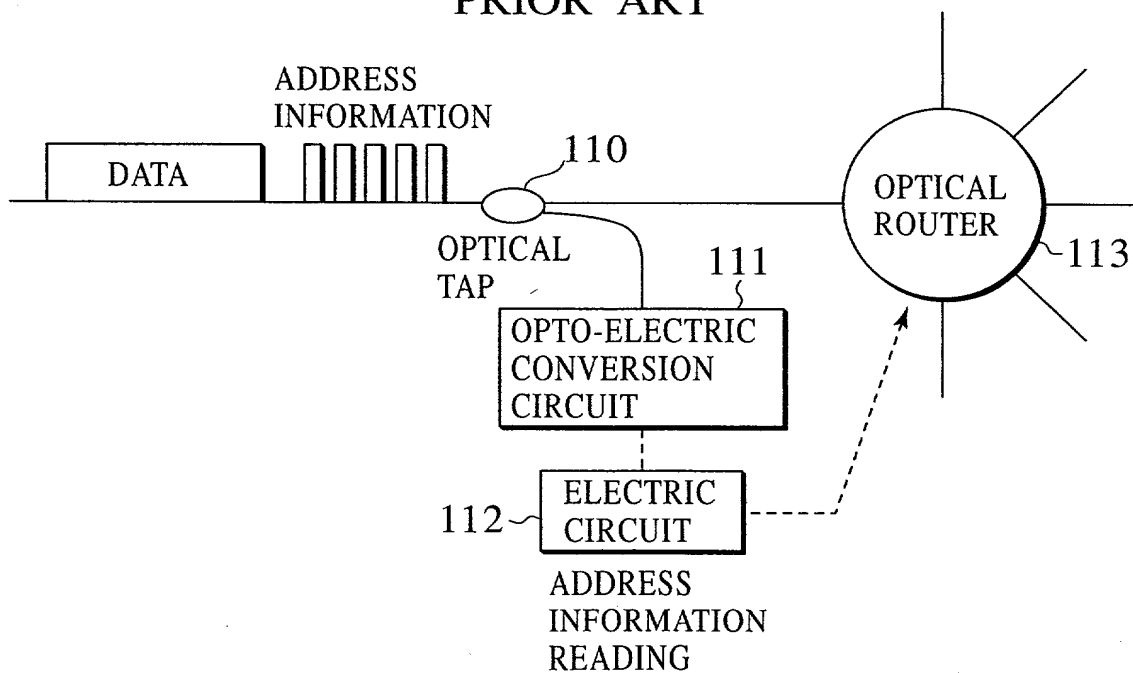 PRIOR ART
ADDRESS
INFORMATION
DATA
110
OPTICAL
TAP
OPTICAL
ROUTER
113
111
OPTO-ELECTRIC
CONVERSION
CIRCUIT
112
ELECTRIC
CIRCUIT
ADDRESS
INFORMATION
READING